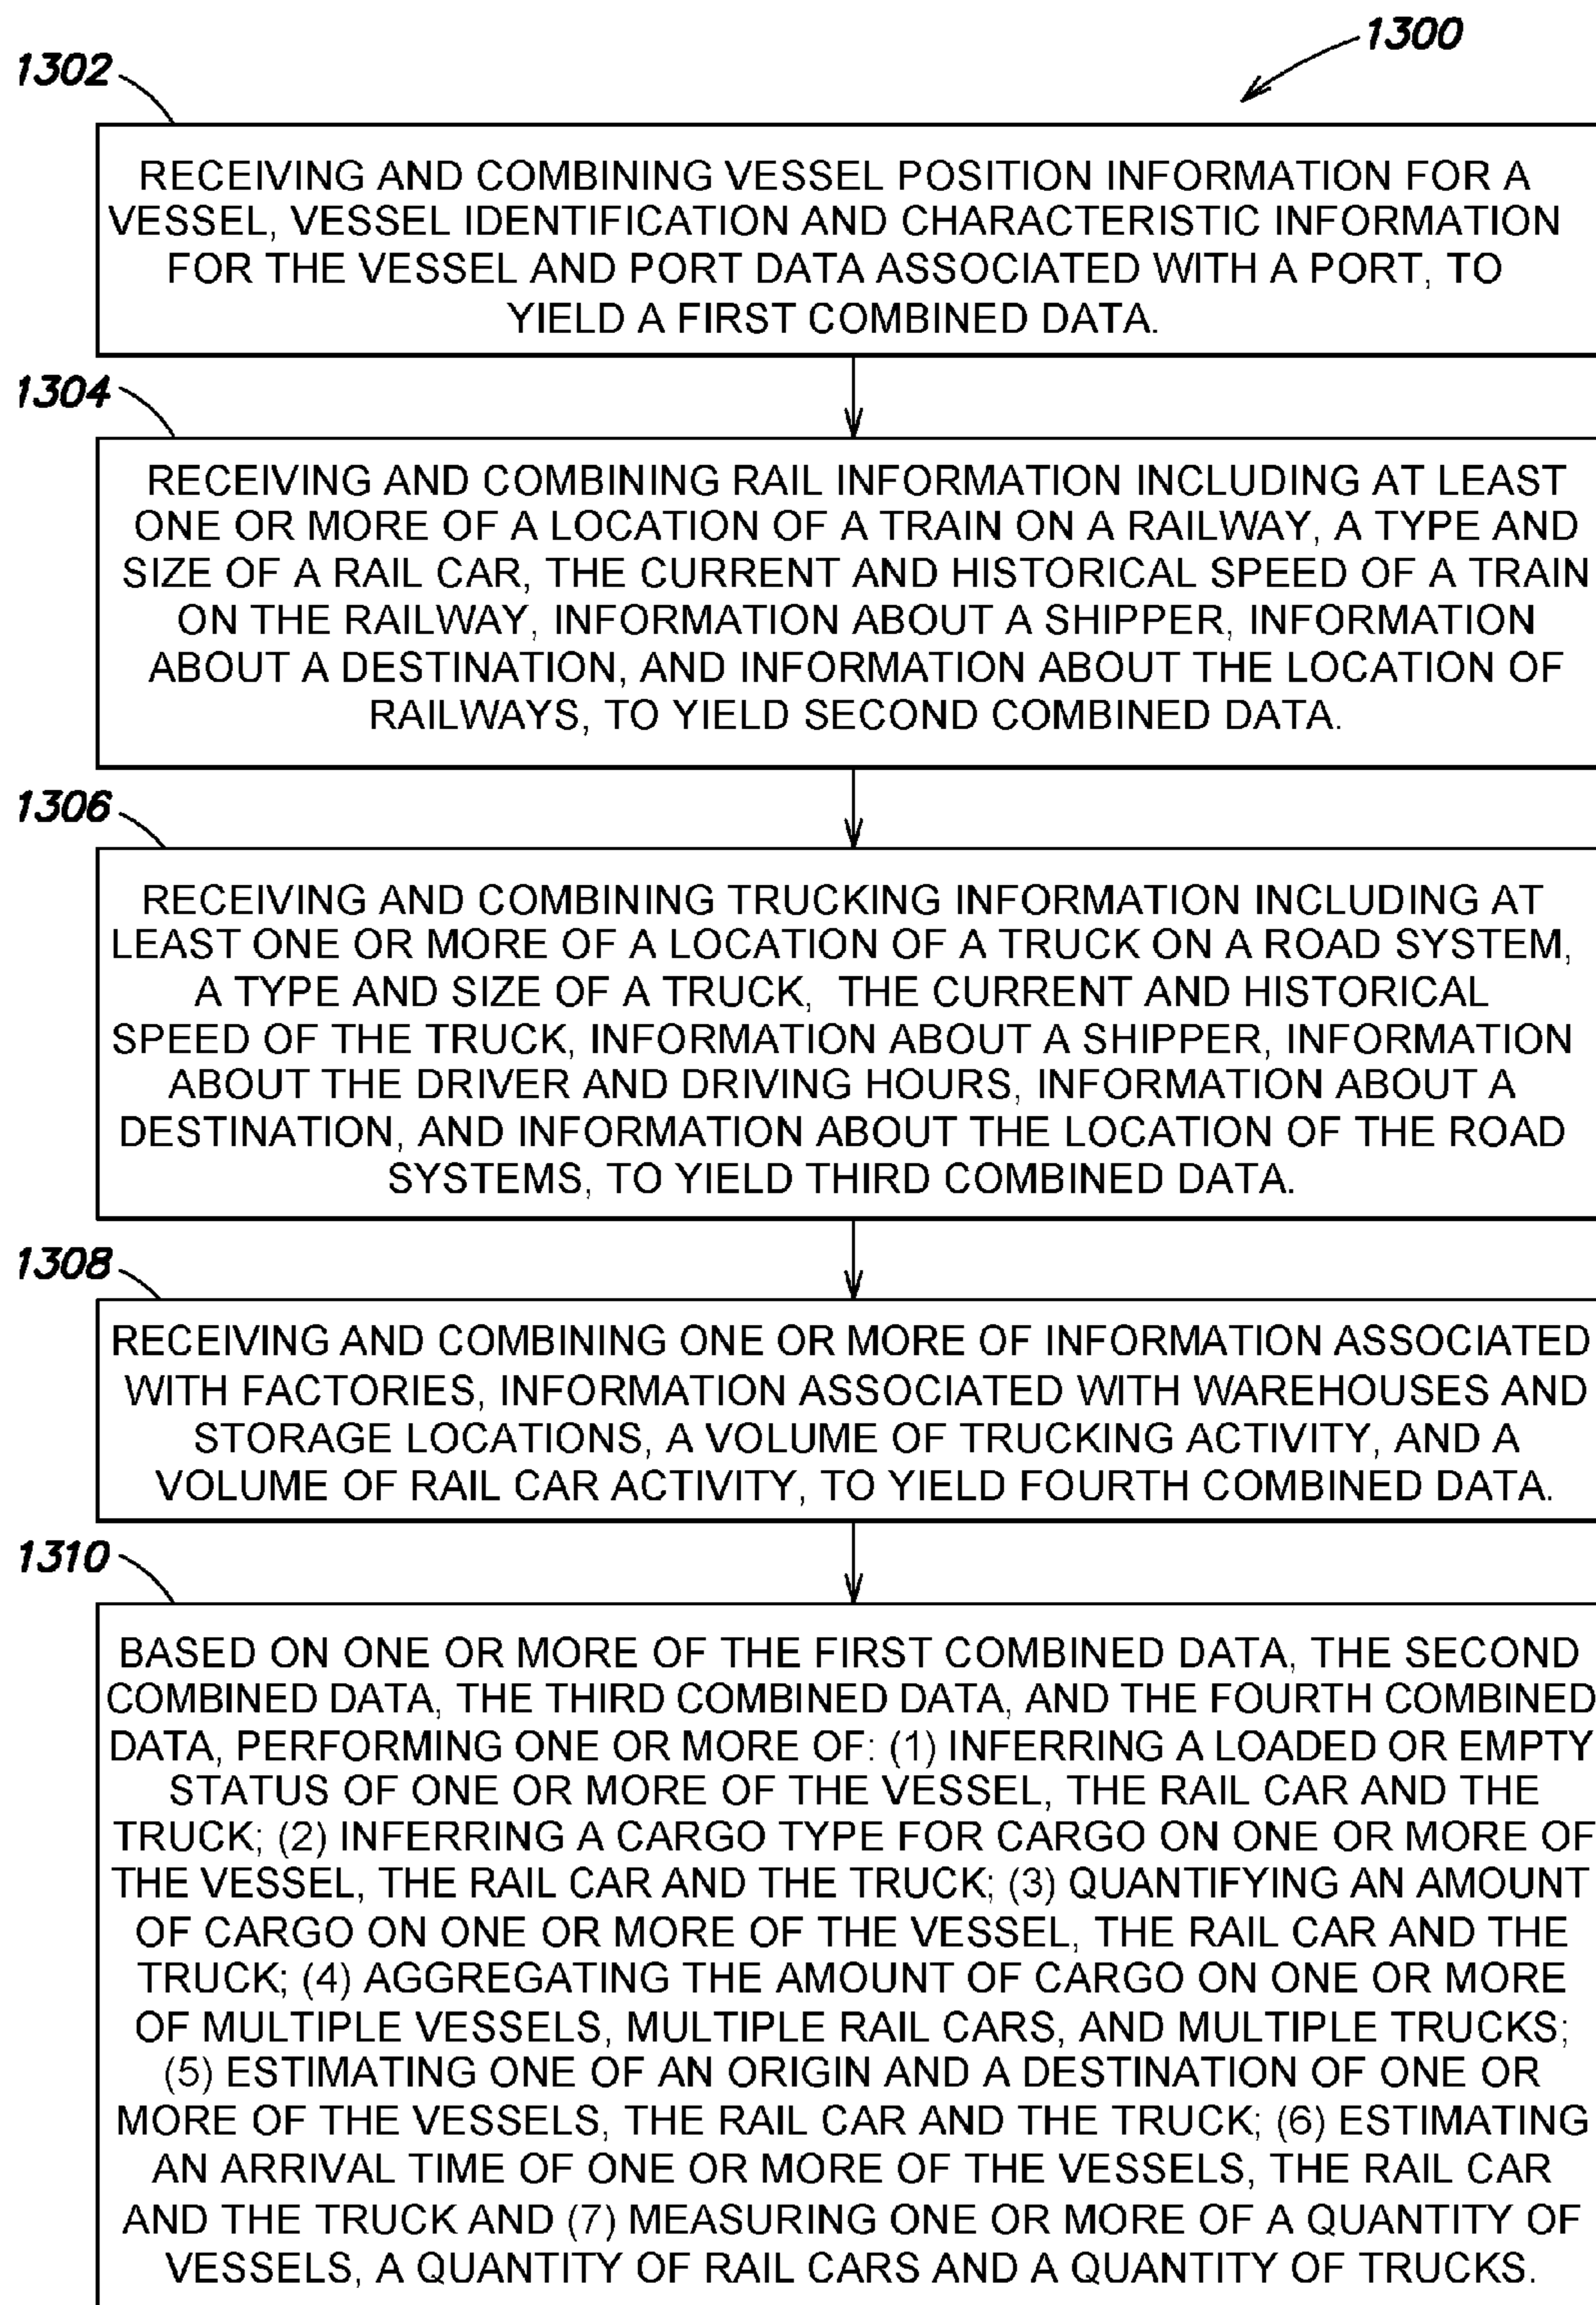 1300
1302
RECEIVING AND COMBINING VESSEL POSITION INFORMATION FOR A
VESSEL, VESSEL IDENTIFICATION AND CHARACTERISTIC INFORMATION
FOR THE VESSEL AND PORT DATA ASSOCIATED WITH A PORT, TO
YIELD A FIRST COMBINED DATA.
1304
RECEIVING AND COMBINING RAIL INFORMATION INCLUDING AT LEAST
ONE OR MORE OF A LOCATION OF A TRAIN ON A RAILWAY, A TYPE AND
SIZE OF A RAIL CAR, THE CURRENT AND HISTORICAL SPEED OF A TRAIN
ON THE RAILWAY, INFORMATION ABOUT A SHIPPER, INFORMATION
ABOUT A DESTINATION, AND INFORMATION ABOUT THE LOCATION OF
RAILWAYS, TO YIELD SECOND COMBINED DATA.
1306
RECEIVING AND COMBINING TRUCKING INFORMATION INCLUDING AT
LEAST ONE OR MORE OF A LOCATION OF A TRUCK ON A ROAD SYSTEM,
A TYPE AND SIZE OF A TRUCK, THE CURRENT AND HISTORICAL
SPEED OF THE TRUCK, INFORMATION ABOUT A SHIPPER, INFORMATION
ABOUT THE DRIVER AND DRIVING HOURS, INFORMATION ABOUT A
DESTINATION, AND INFORMATION ABOUT THE LOCATION OF THE ROAD
SYSTEMS, TO YIELD THIRD COMBINED DATA.
1308
RECEIVING AND COMBINING ONE OR MORE OF INFORMATION ASSOCIATED
WITH FACTORIES, INFORMATION ASSOCIATED WITH WAREHOUSES AND
STORAGE LOCATIONS, A VOLUME OF TRUCKING ACTIVITY, AND A
VOLUME OF RAIL CAR ACTIVITY, TO YIELD FOURTH COMBINED DATA.
1310
BASED ON ONE OR MORE OF THE FIRST COMBINED DATA, THE SECOND
COMBINED DATA, THE THIRD COMBINED DATA, AND THE FOURTH COMBINED
DATA, PERFORMING ONE OR MORE OF: (1) INFERRING A LOADED OR EMPTY
STATUS OF ONE OR MORE OF THE VESSEL, THE RAIL CAR AND THE
TRUCK; (2) INFERRING A CARGO TYPE FOR CARGO ON ONE OR MORE OF
THE VESSEL, THE RAIL CAR AND THE TRUCK; (3) QUANTIFYING AN AMOUNT
OF CARGO ON ONE OR MORE OF THE VESSEL, THE RAIL CAR AND THE
TRUCK; (4) AGGREGATING THE AMOUNT OF CARGO ON ONE OR MORE
OF MULTIPLE VESSELS, MULTIPLE RAIL CARS, AND MULTIPLE TRUCKS;
(5) ESTIMATING ONE OF AN ORIGIN AND A DESTINATION OF ONE OR
MORE OF THE VESSELS, THE RAIL CAR AND THE TRUCK; (6) ESTIMATING
AN ARRIVAL TIME OF ONE OR MORE OF THE VESSELS, THE RAIL CAR
AND THE TRUCK AND (7) MEASURING ONE OR MORE OF A QUANTITY OF
VESSELS, A QUANTITY OF RAIL CARS AND A QUANTITY OF TRUCKS.